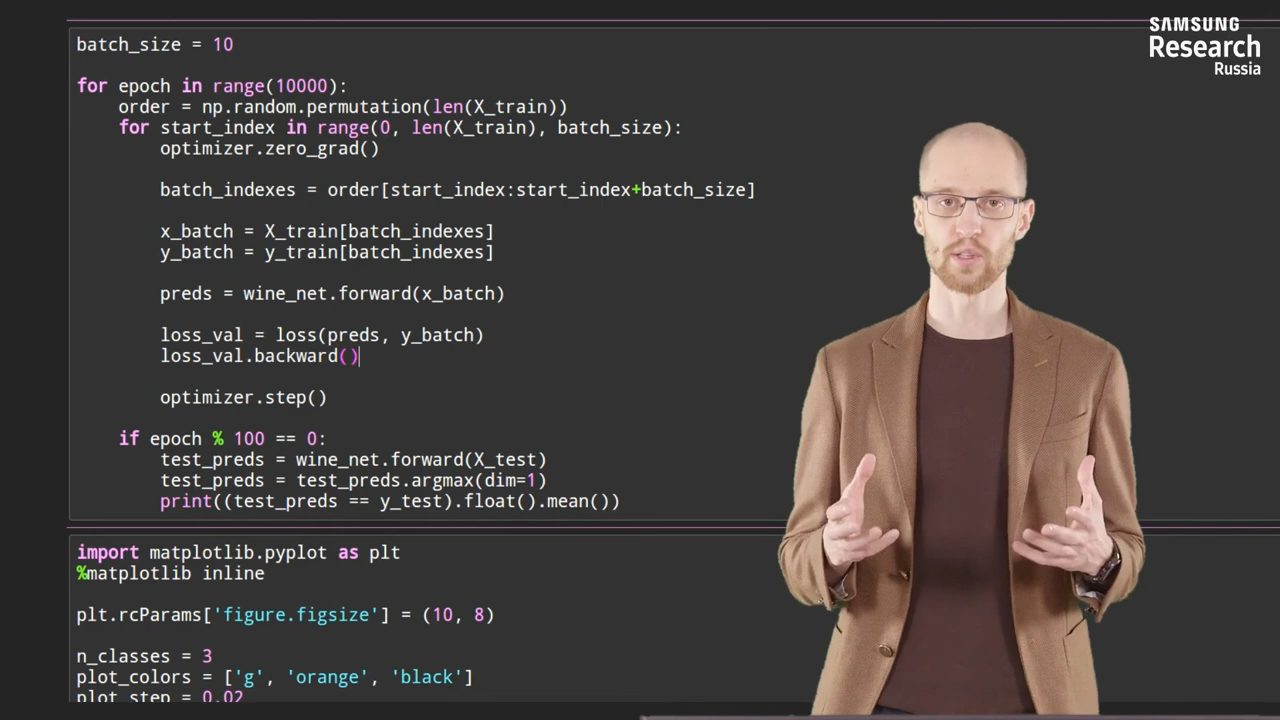 SAMSUNG
Research
Russia
batch_size = 10
for epoch in range(10000):
    order = np.random.permutation(len(X_train))
    for start_index in range(0, len(X_train), batch_size):
        optimizer.zero_grad()
        batch_indexes = order[start_index:start_index+batch_size]
        x_batch = X_train[batch_indexes]
        y_batch = y_train[batch_indexes]
        preds = wine_net.forward(x_batch)
        loss_val = loss(preds, y_batch)
        loss_val.backward()
        optimizer.step()
    if epoch % 100 == 0:
        test_preds = wine_net.forward(X_test)
        test_preds = test_preds.argmax(dim=1)
        print((test_preds == y_test).float().mean())
import matplotlib.pyplot as plt
%matplotlib inline
plt.rcParams['figure.figsize'] = (10, 8)
n_classes = 3
plot_colors = ['g', 'orange', 'black']
plot_step = 0.02